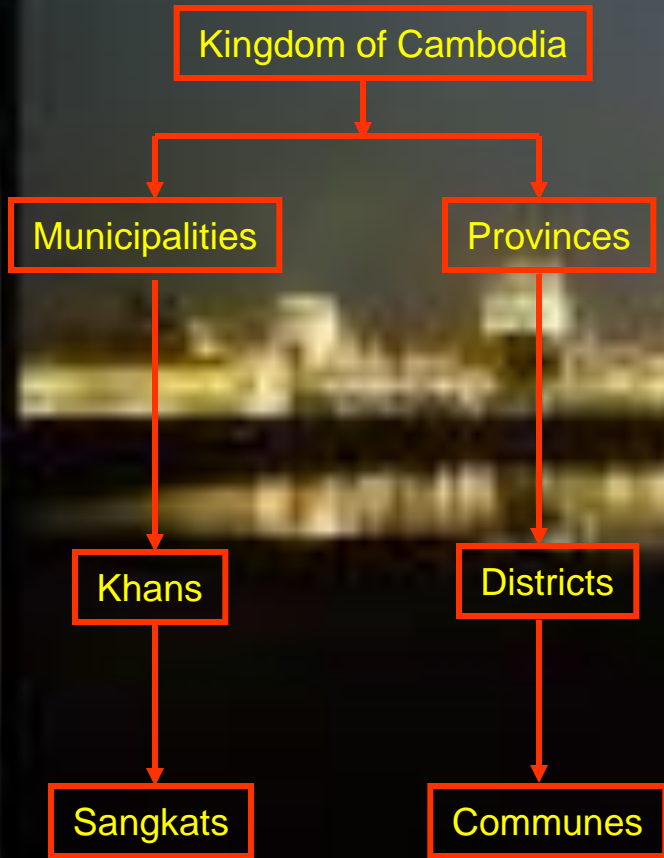 Kingdom of Cambodia
Municipalities
Provinces
Khans
Districts
Sangkats
Communes